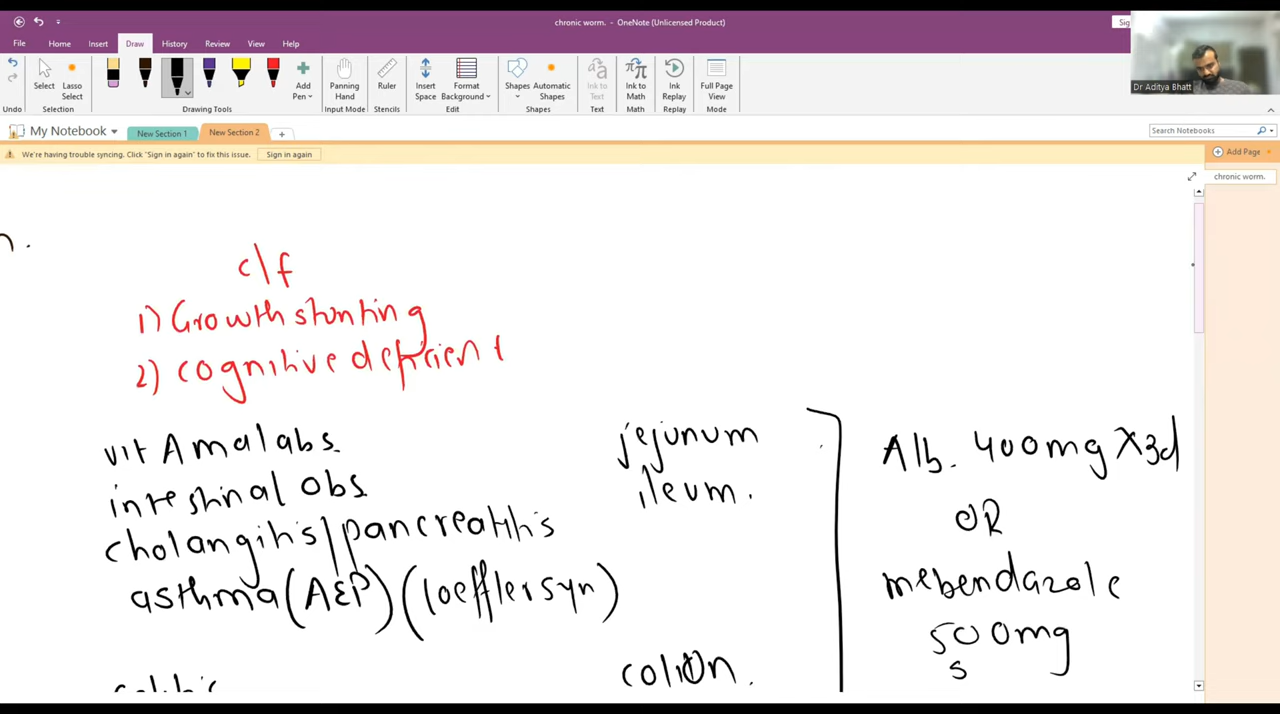 chronic worm. - OneNote (Unlicensed Product)
File Home Insert Draw History Review View Help
Dr Aditya Bhatt
Undo
Select
Lasso Select
Selection
Add Pen
Drawing Tools
Panning Hand
Input Mode
Ruler
Stencils
Insert Space
Format Background
Edit
Shapes
Automatic Shapes
Shapes
Ink to Text
Text
Ink to Math
Math
Ink Replay
Replay
Full Page View
Mode
My Notebook New Section 1 New Section 2
Search Notebooks
We're having trouble syncing. Click "Sign in again" to fix this issue. Sign in again
Add Page
chronic worm.
c/f
1) Growth stunting
2) cognitive deficient
vit A malabs.
intestinal obs.
cholangitis/pancreatitis
asthma (AEP) (loefflersyn)
jejunum
ileum.
colon.
Alb. 400mg X3d
OR
mebendazole
500mg